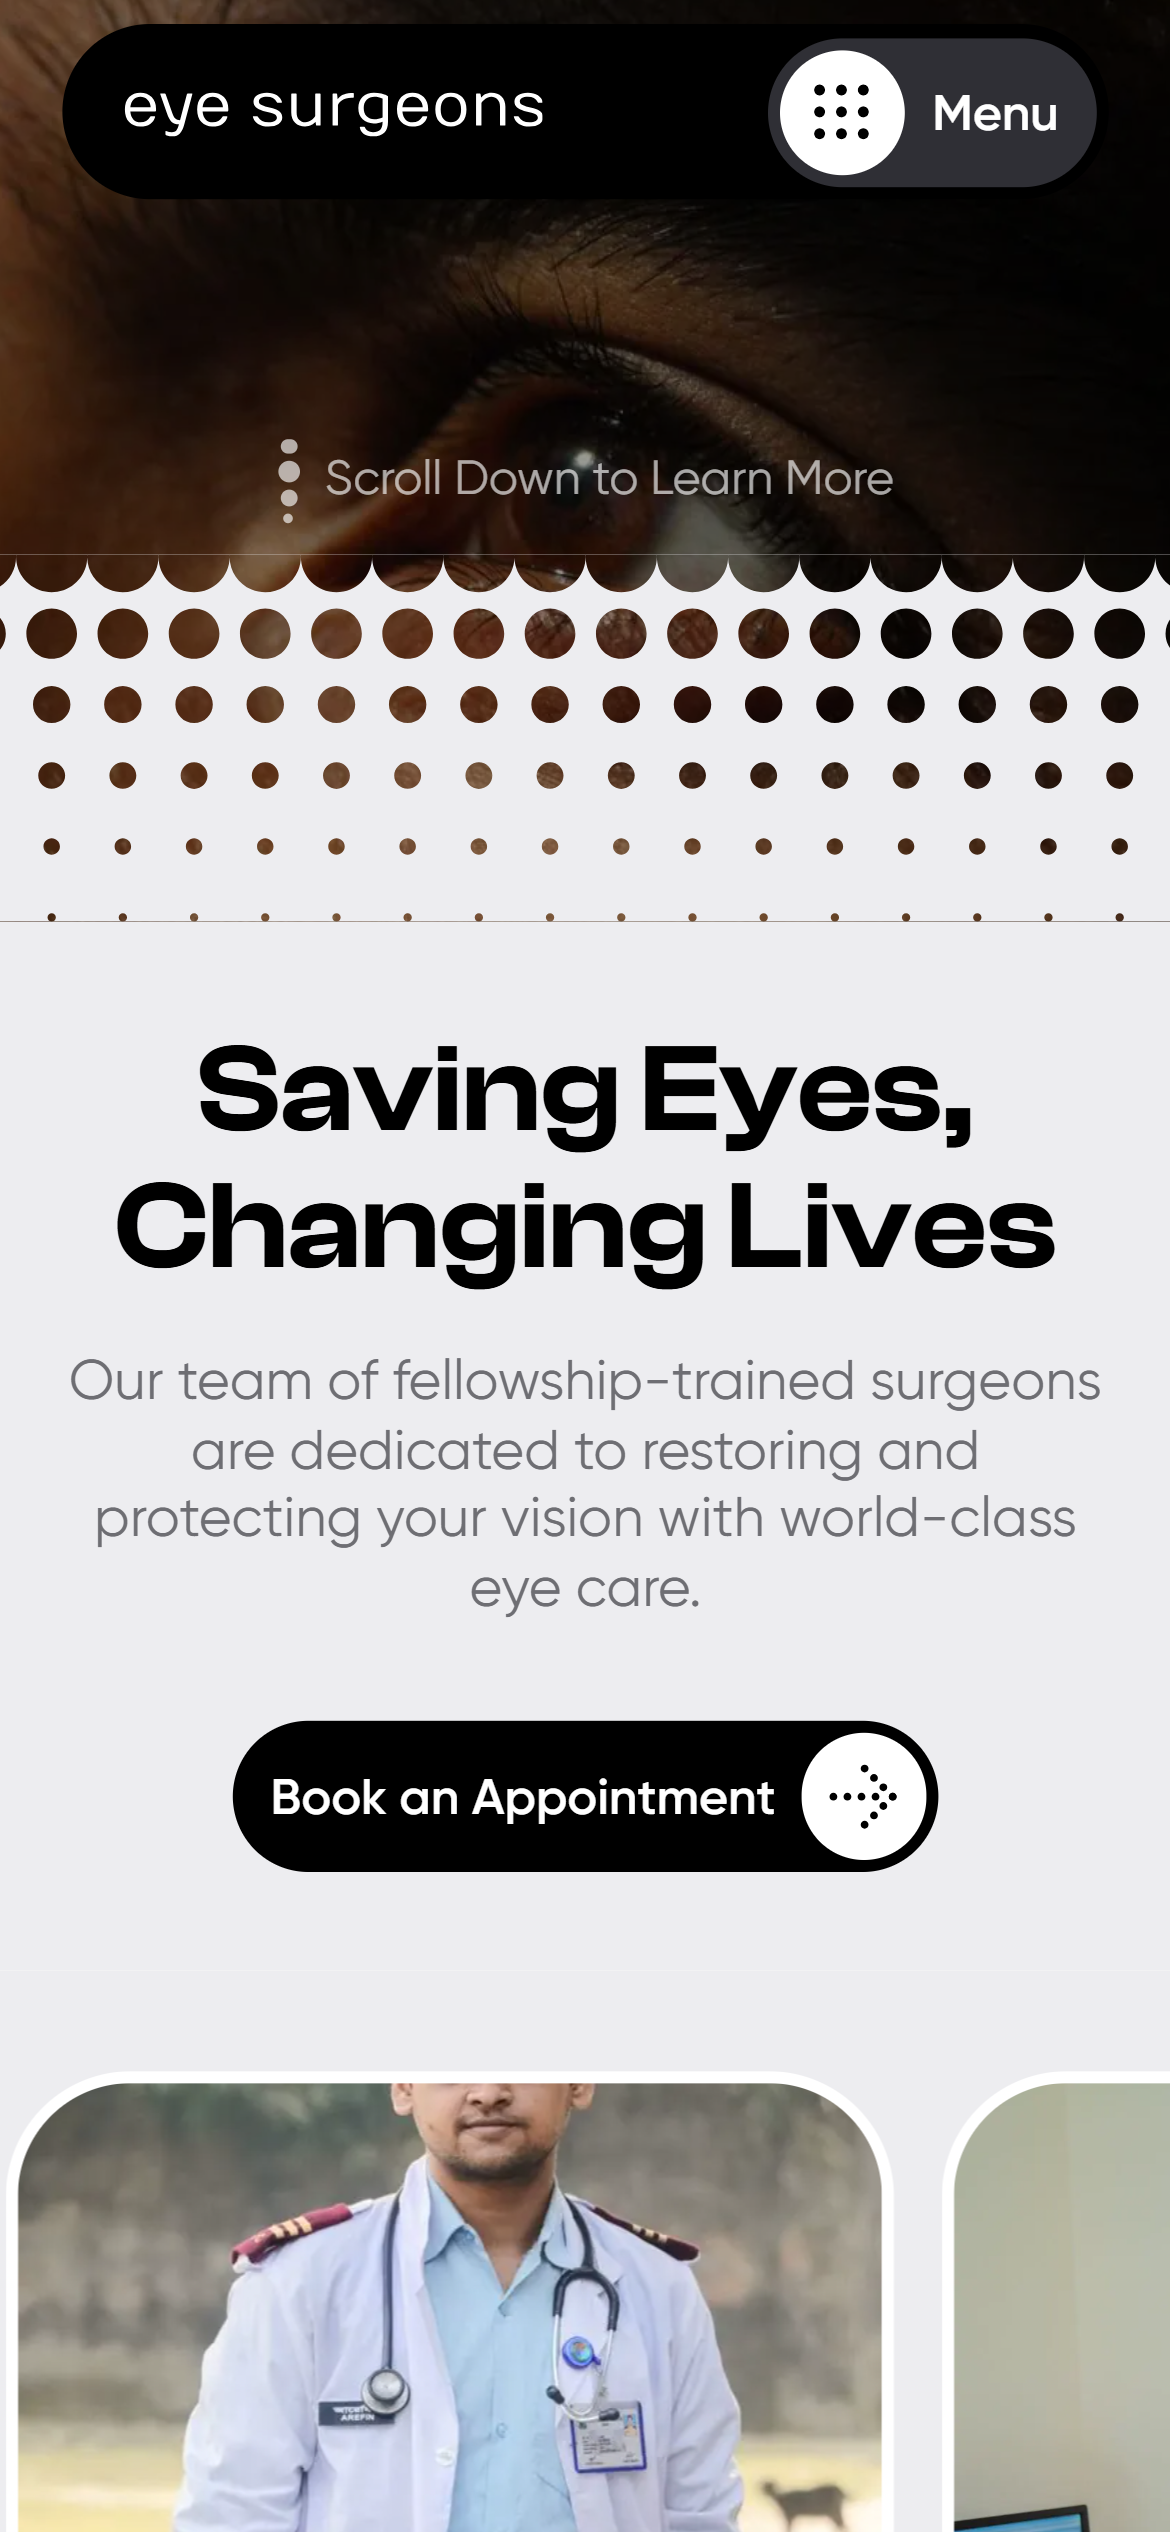 eye surgeons
Menu
Scroll Down to Learn More
Saving Eyes,
Changing Lives
Our team of fellowship-trained surgeons
are dedicated to restoring and
protecting your vision with world-class
eye care.
Book an Appointment
AREFIN